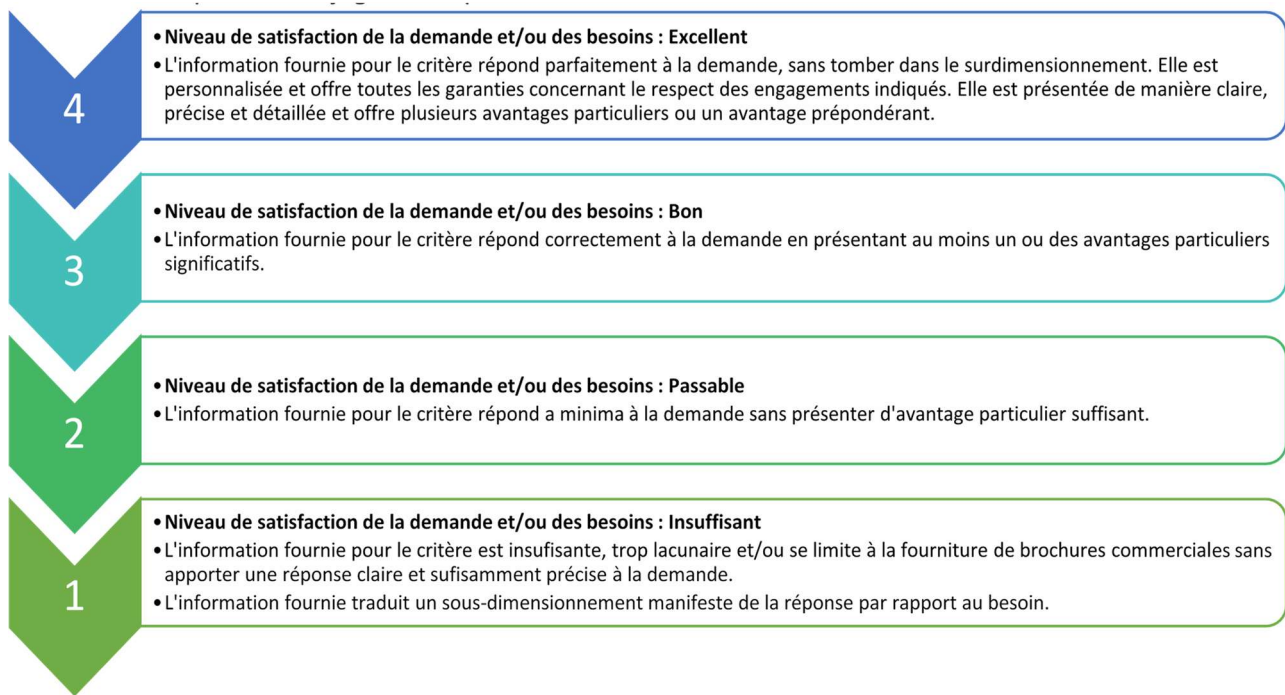 4
•Niveau de satisfaction de la demande et/ou des besoins : Excellent
•L'information fournie pour le critère répond parfaitement à la demande, sans tomber dans le surdimensionnement. Elle est
personnalisée et offre toutes les garanties concernant le respect des engagements indiqués. Elle est présentée de manière claire,
précise et détaillée et offre plusieurs avantages particuliers ou un avantage prépondérant.
3
•Niveau de satisfaction de la demande et/ou des besoins : Bon
•L'information fournie pour le critère répond correctement à la demande en présentant au moins un ou des avantages particuliers
significatifs.
2
•Niveau de satisfaction de la demande et/ou des besoins : Passable
•L'information fournie pour le critère répond a minima à la demande sans présenter d'avantage particulier suffisant.
1
•Niveau de satisfaction de la demande et/ou des besoins : Insuffisant
•L'information fournie pour le critère est insufisante, trop lacunaire et/ou se limite à la fourniture de brochures commerciales sans
apporter une réponse claire et sufisamment précise à la demande.
•L'information fournie traduit un sous-dimensionnement manifeste de la réponse par rapport au besoin.